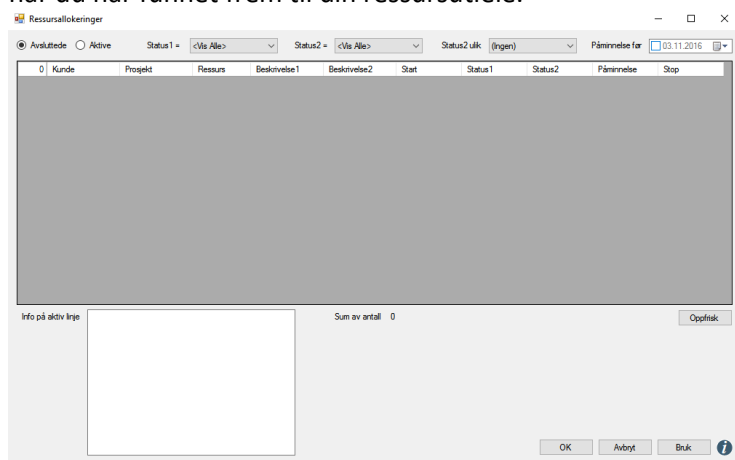 når du har funnet frem til din ressursutleie.
Ressursallokeringer
Avsluttede Aktive Status1 = <Vis Alle> Status2 = <Vis Alle> Status2 ulik (Ingen) Påminnelse før 03.11.2016
0 Kunde Prosjekt Ressurs Beskrivelse1 Beskrivelse2 Start Status1 Status2 Påminnelse Stop
Info på aktiv linje Sum av antall 0 Oppfrisk
OK Avbryt Bruk i